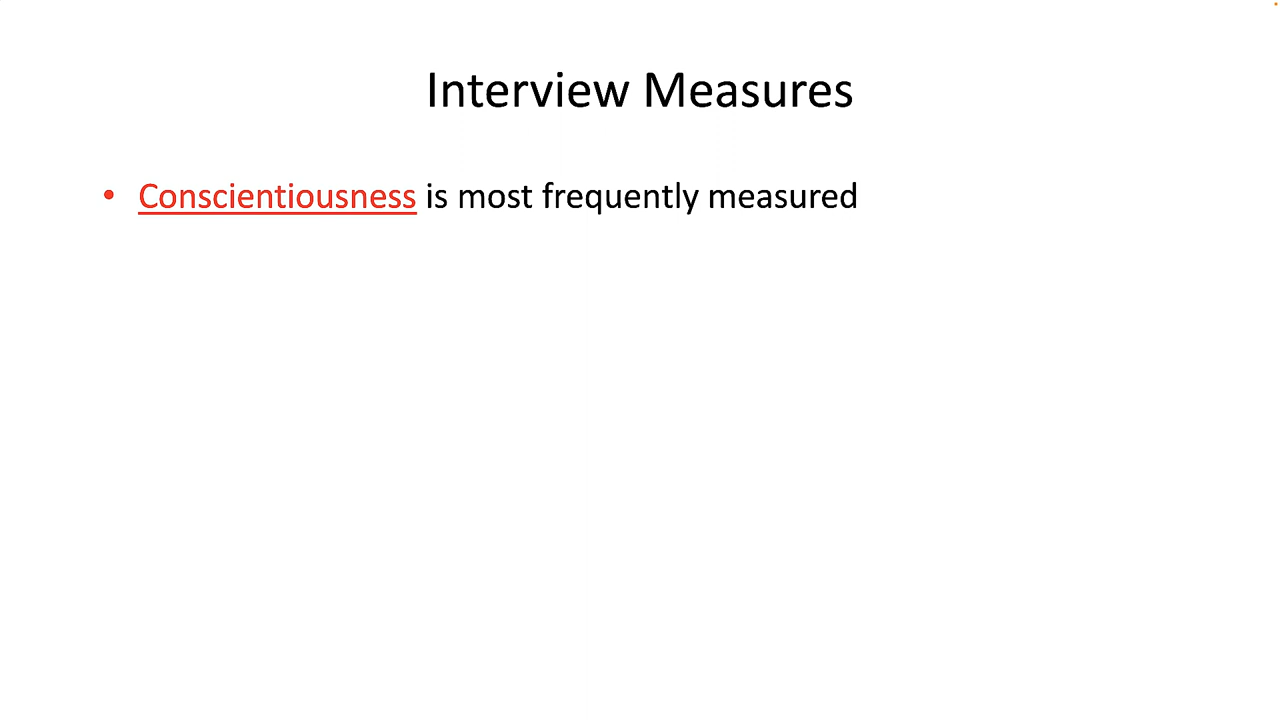 Interview Measures
• Conscientiousness is most frequently measured